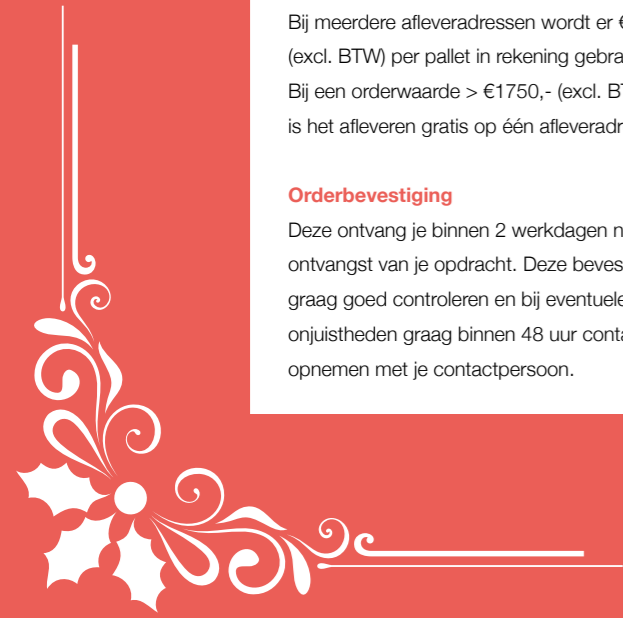 Bij meerdere afleveradressen wordt er €
(excl. BTW) per pallet in rekening gebra
Bij een orderwaarde > €1750,- (excl. BT
is het afleveren gratis op één afleveradr
Orderbevestiging
Deze ontvang je binnen 2 werkdagen n
ontvangst van je opdracht. Deze beves
graag goed controleren en bij eventuele
onjuistheden graag binnen 48 uur conta
opnemen met je contactpersoon.